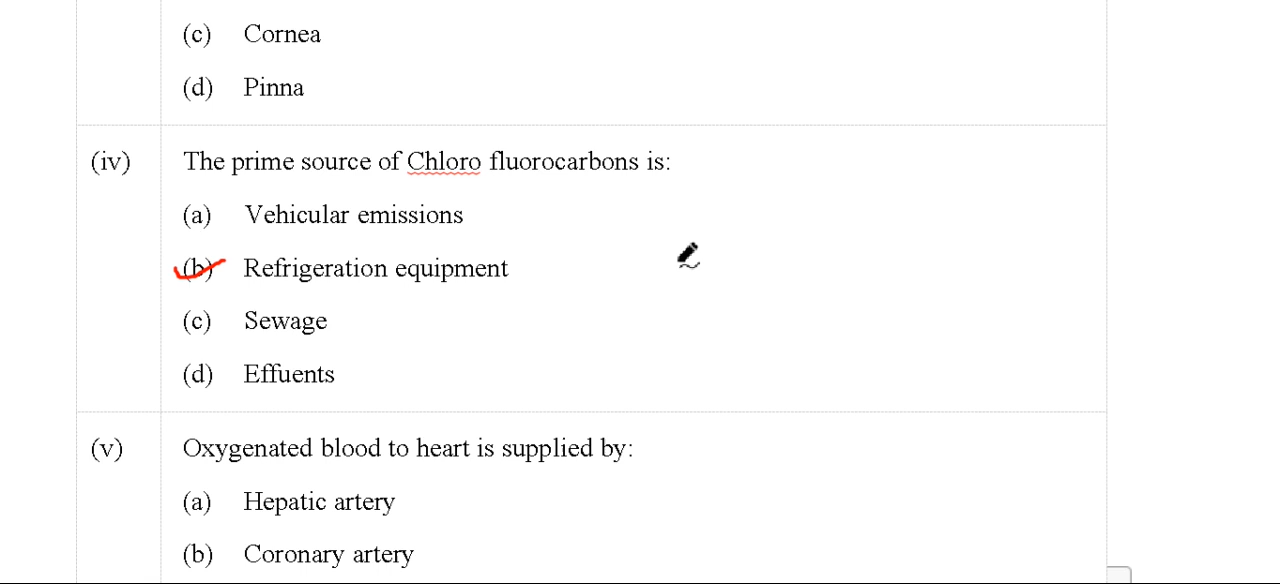 (c) Cornea
(d) Pinna
(iv) The prime source of Chloro fluorocarbons is:
(a) Vehicular emissions
(b) Refrigeration equipment
(c) Sewage
(d) Effuents
(v) Oxygenated blood to heart is supplied by:
(a) Hepatic artery
(b) Coronary artery